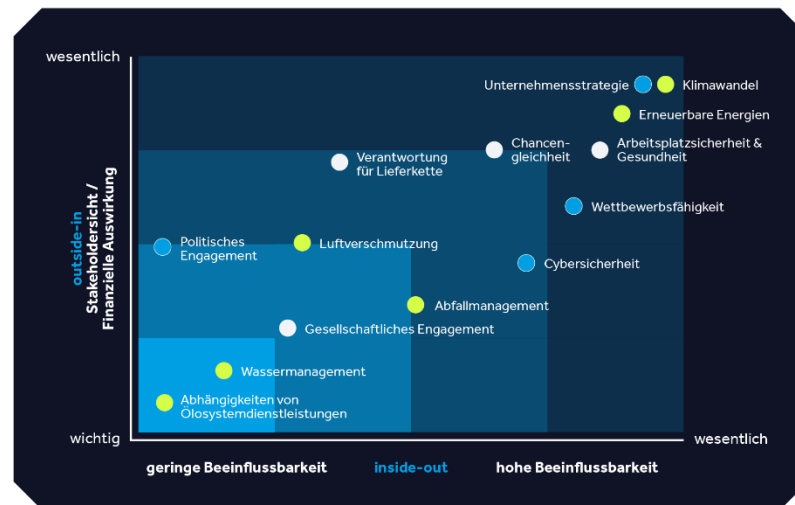 wesentlich
Unternehmensstrategie
Klimawandel
Erneuerbare Energien
Chancen-
gleichheit
Arbeitsplatzsicherheit &
Gesundheit
Verantwortung
für Lieferkette
Wettbewerbsfähigkeit
outside-in
Stakeholdersicht /
Finanzielle Auswirkung
Politisches
Engagement
Luftverschmutzung
Cybersicherheit
Abfallmanagement
Gesellschaftliches Engagement
Wassermanagement
Abhängigkeiten von
Ölosystemdienstleistungen
wichtig
wesentlich
geringe Beeinflussbarkeit
inside-out
hohe Beeinflussbarkeit